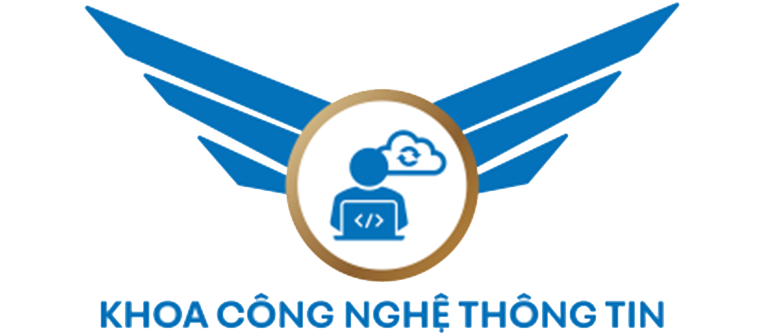 </>
KHOA CÔNG NGHỆ THÔNG TIN